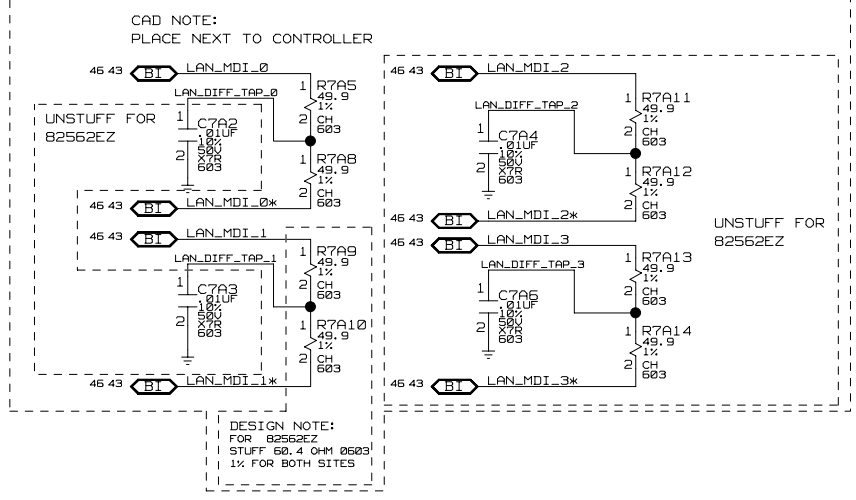 CAD NOTE:
PLACE NEXT TO CONTROLLER
46 43 BI LAN_MDI_0
LAN_DIFF_TAP_0
1 R7A5
49.9
1%
2 CH
603
UNSTUFF FOR
82562EZ
1 C7A2
.01UF
10%
50V
2 X7R
603
1 R7A8
49.9
1%
2 CH
603
46 43 BI LAN_MDI_0*
46 43 BI LAN_MDI_1
LAN_DIFF_TAP_1
1 R7A9
49.9
1%
2 CH
603
1 C7A3
.01UF
10%
50V
2 X7R
603
1 R7A10
49.9
1%
2 CH
603
46 43 BI LAN_MDI_1*
DESIGN NOTE:
FOR 82562EZ
STUFF 60.4 OHM 0603
1% FOR BOTH SITES
46 43 BI LAN_MDI_2
LAN_DIFF_TAP_2
1 R7A11
49.9
1%
2 CH
603
1 C7A4
.01UF
10%
50V
2 X7R
603
1 R7A12
49.9
1%
2 CH
603
46 43 BI LAN_MDI_2*
46 43 BI LAN_MDI_3
LAN_DIFF_TAP_3
1 R7A13
49.9
1%
2 CH
603
1 C7A6
.01UF
10%
50V
2 X7R
603
1 R7A14
49.9
1%
2 CH
603
46 43 BI LAN_MDI_3*
UNSTUFF FOR
82562EZ